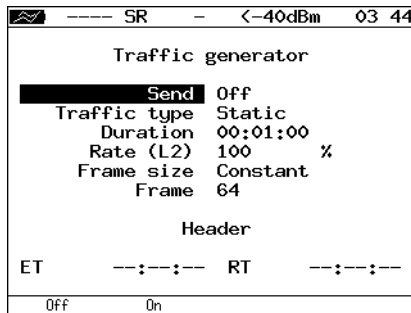 ---- SR - <-40dBm 03 44
Traffic generator
Send Off
Traffic type Static
Duration 00:01:00
Rate (L2) 100 %
Frame size Constant
Frame 64
Header
ET --:--:-- RT --:--:--
Off On